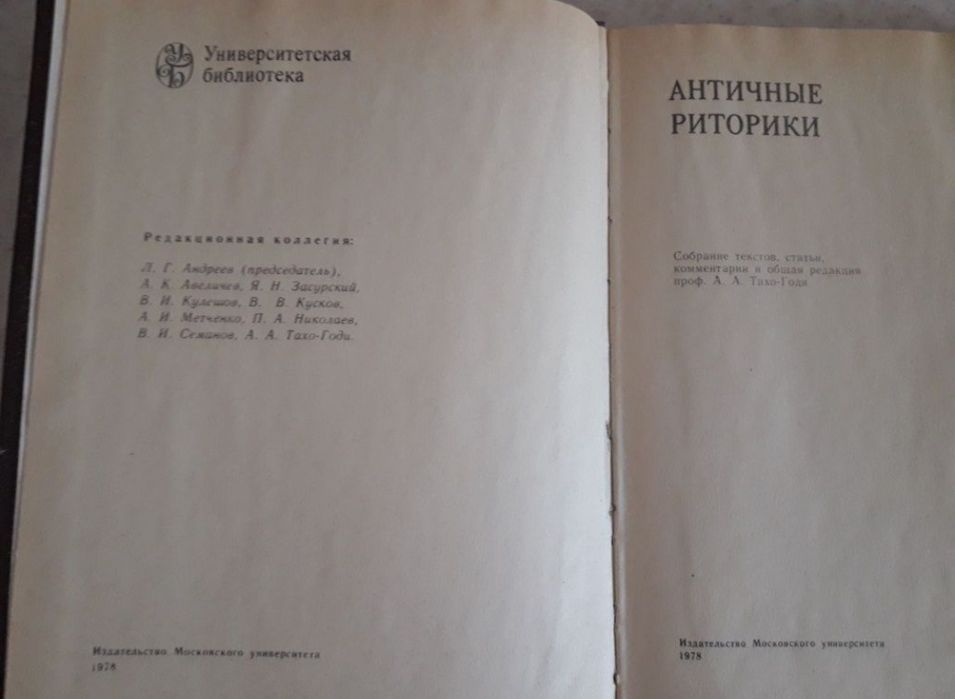 Университетская
библиотека
Редакционная коллегия:
Л. Г. Андреев (председатель),
А. К. Авеличев, Я. Н. Засурский,
В. И. Кулешов, В. В. Кусков,
А. И. Метченко, П. А. Николаев,
В. И. Семанов, А. А. Тахо-Годи.
Издательство Московского университета
1978
АНТИЧНЫЕ
РИТОРИКИ
Собрание текстов, статьи,
комментарии и общая редакция
проф. А. А. Тахо-Годи
Издательство Московского университета
1978